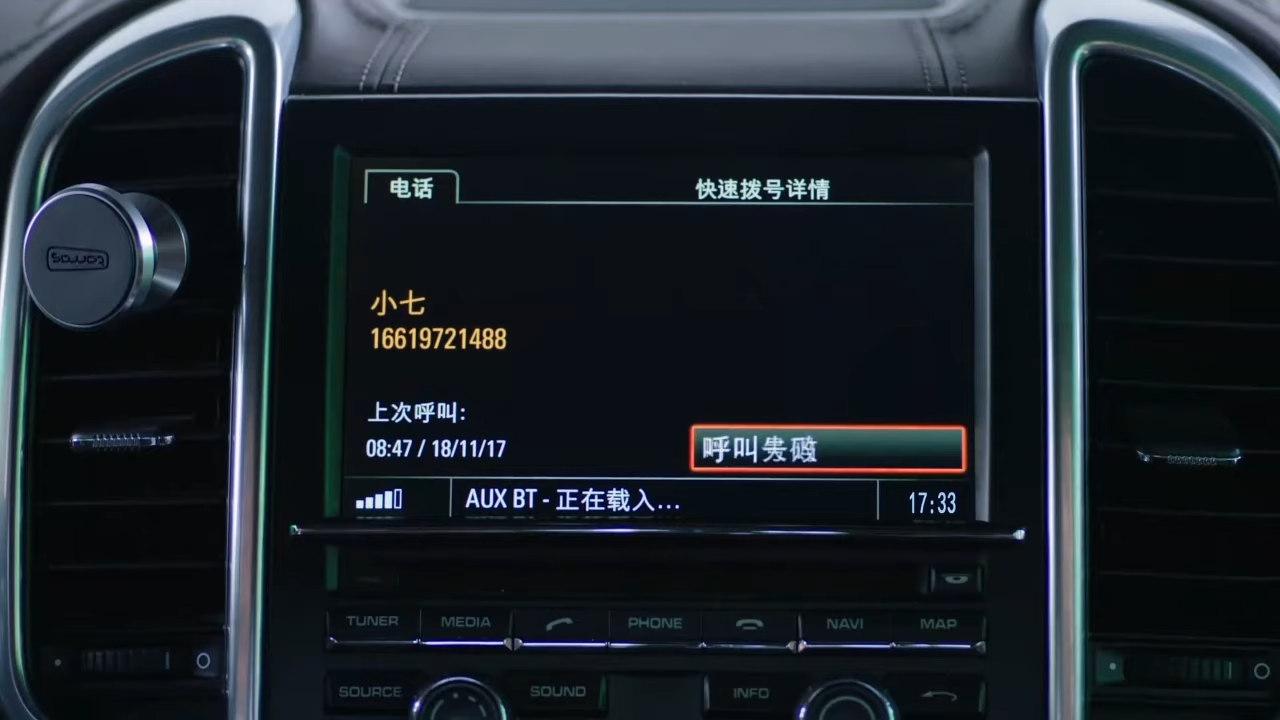 电话
快速拨号详情
小七
16619721488
上次呼叫:
08:47 / 18/11/17
呼叫
AUX BT - 正在载入...
17:33
TUNER
MEDIA
PHONE
NAVI
MAP
SOURCE
SOUND
INFO